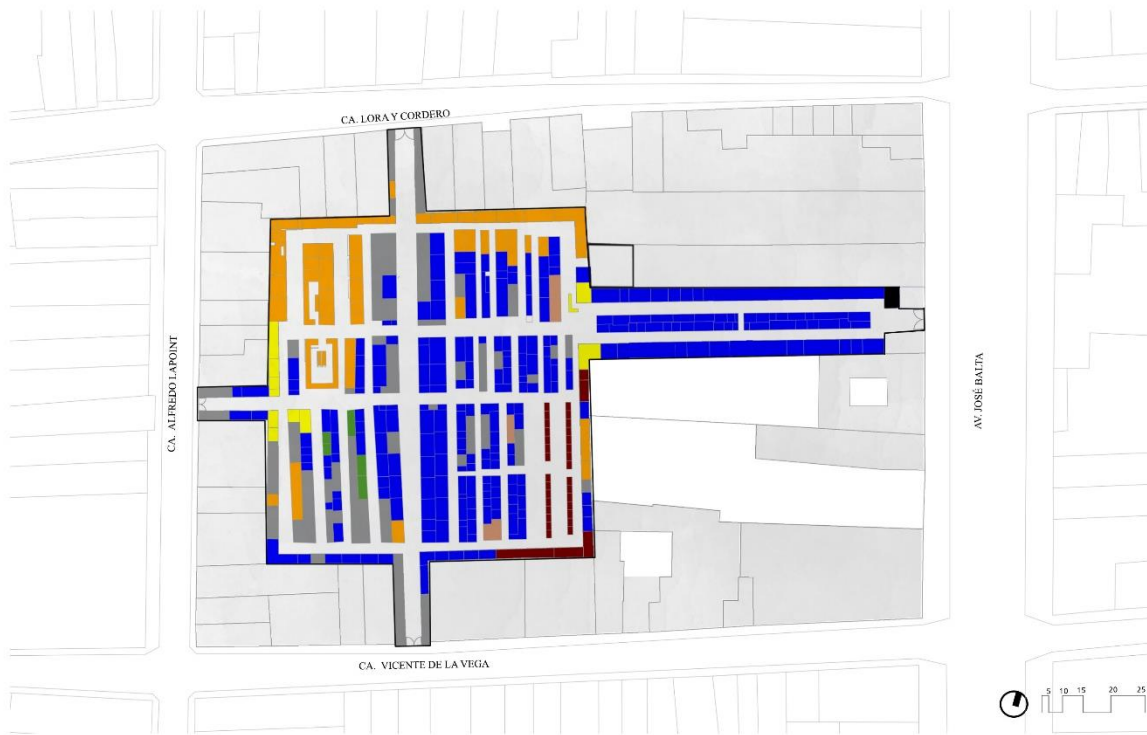 CA. LORA Y CORDERO
CA. ALFREDO LAPOINT
AV. JOSÉ BALTA
CA. VICENTE DE LA VEGA
5 10 15 20 25